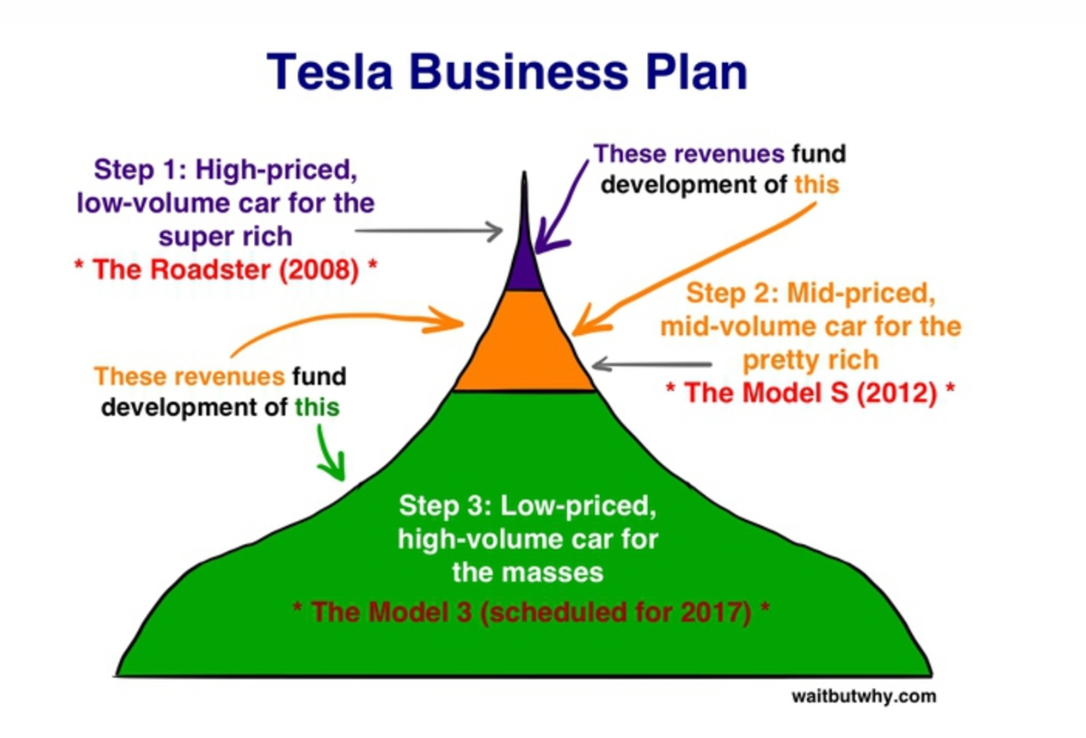 Tesla Business Plan
Step 1: High-priced,
low-volume car for the
super rich
* The Roadster (2008) *
These revenues fund
development of this
Step 2: Mid-priced,
mid-volume car for the
pretty rich
* The Model S (2012) *
These revenues fund
development of this
Step 3: Low-priced,
high-volume car for
the masses
* The Model 3 (scheduled for 2017) *
waitbutwhy.com